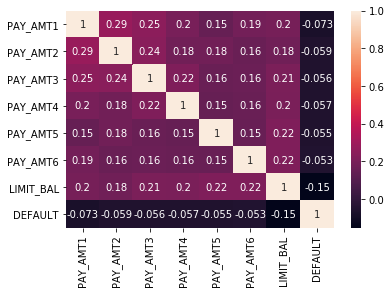 PAY_AMT1 1 0.29 0.25 0.2 0.15 0.19 0.2 -0.073
PAY_AMT2 0.29 1 0.24 0.18 0.18 0.16 0.18 -0.059
PAY_AMT3 0.25 0.24 1 0.22 0.16 0.16 0.21 -0.056
PAY_AMT4 0.2 0.18 0.22 1 0.15 0.16 0.2 -0.057
PAY_AMT5 0.15 0.18 0.16 0.15 1 0.15 0.22 -0.055
PAY_AMT6 0.19 0.16 0.16 0.16 0.15 1 0.22 -0.053
LIMIT_BAL 0.2 0.18 0.21 0.2 0.22 0.22 1 -0.15
DEFAULT -0.073 -0.059 -0.056 -0.057 -0.055 -0.053 -0.15 1
PAY_AMT1
PAY_AMT2
PAY_AMT3
PAY_AMT4
PAY_AMT5
PAY_AMT6
LIMIT_BAL
DEFAULT
1.0
0.8
0.6
0.4
0.2
0.0